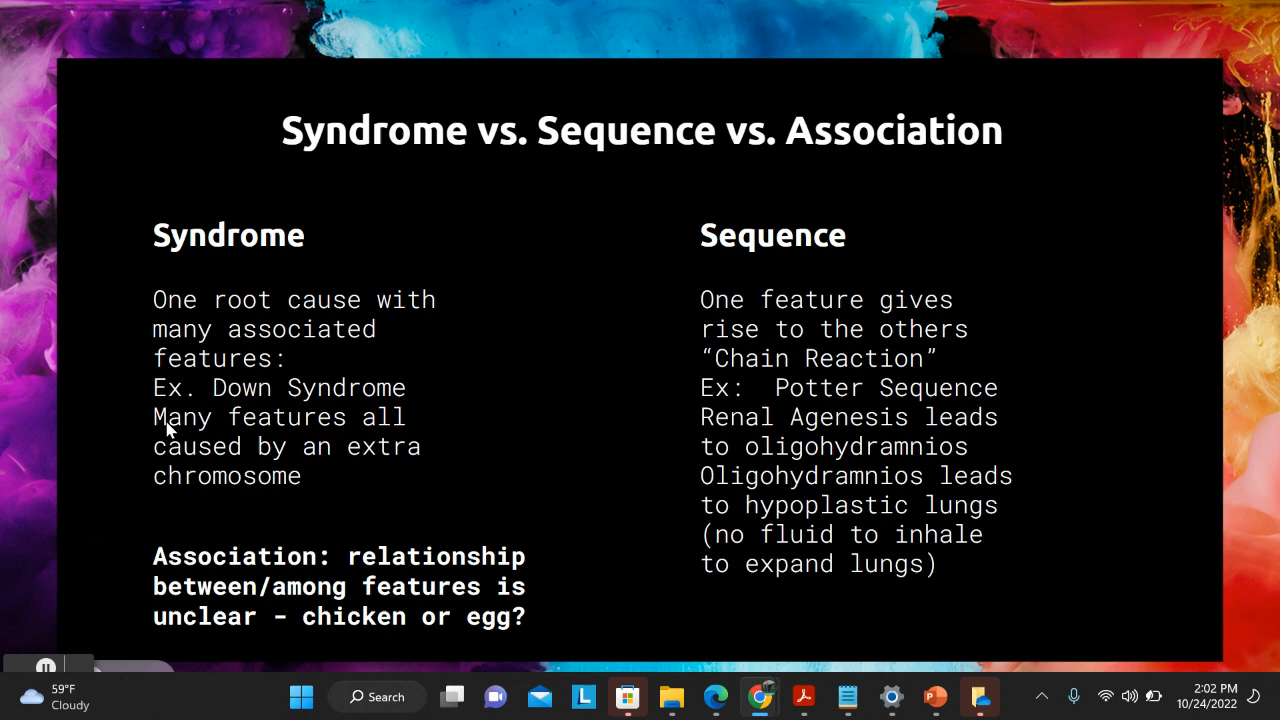 Syndrome vs. Sequence vs. Association
Syndrome
One root cause with
many associated
features:
Ex. Down Syndrome
Many features all
caused by an extra
chromosome
Association: relationship
between/among features is
unclear - chicken or egg?
Sequence
One feature gives
rise to the others
“Chain Reaction”
Ex:  Potter Sequence
Renal Agenesis leads
to oligohydramnios
Oligohydramnios leads
to hypoplastic lungs
(no fluid to inhale
to expand lungs)
59°F
Cloudy
Search
L
2:02 PM
10/24/2022